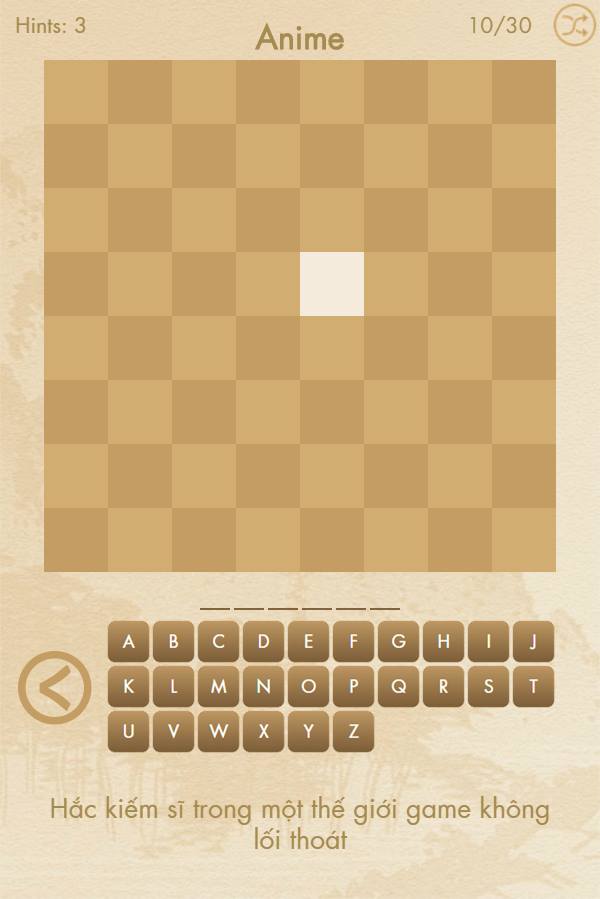 Hints: 3
Anime
10/30
A B C D E F G H I J
K L M N O P Q R S T
U V W X Y Z
Hắc kiếm sĩ trong một thế giới game không
lối thoát